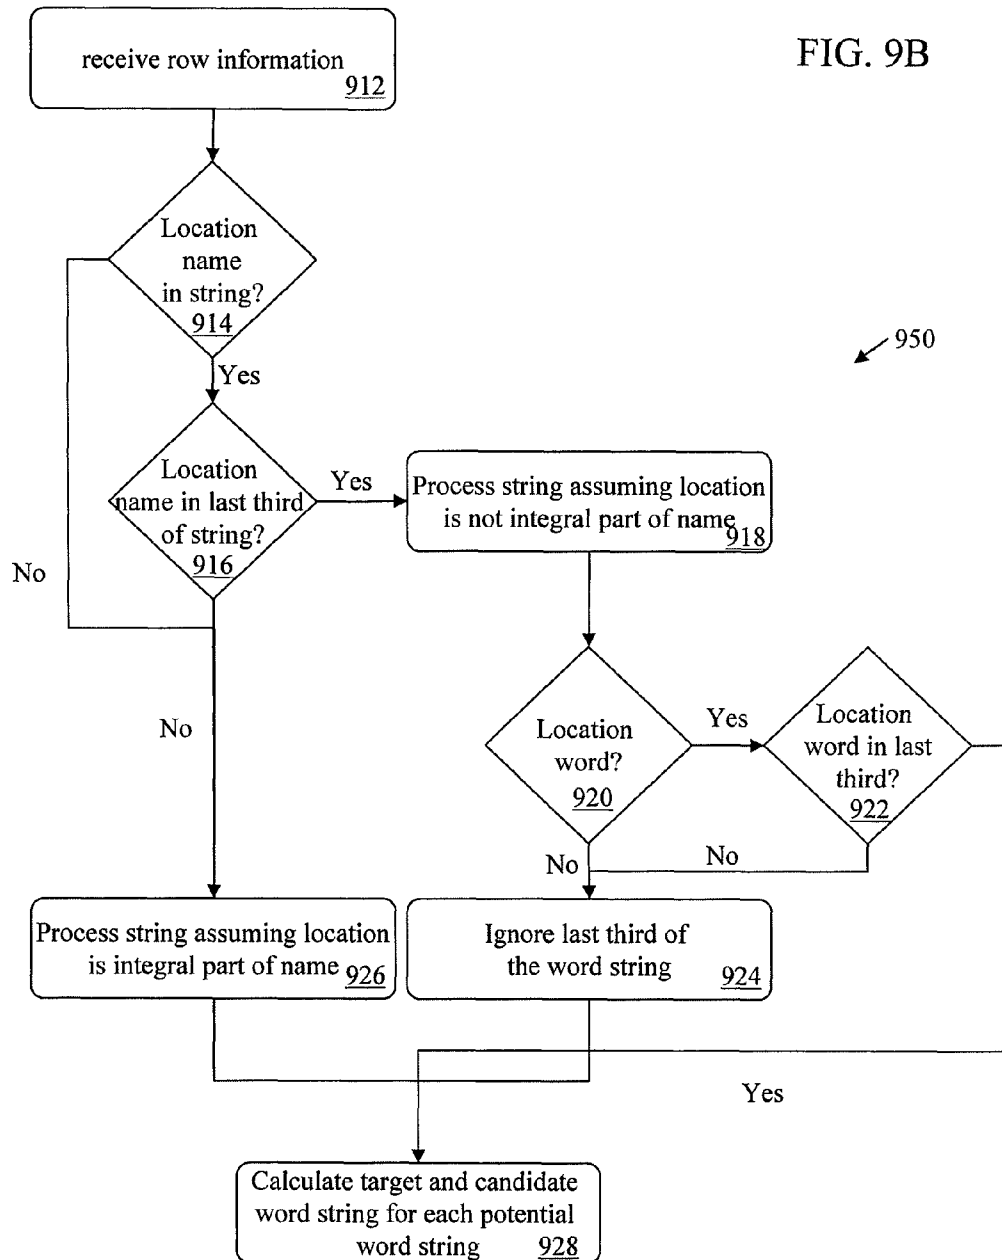 FIG. 9B
receive row information
912
Location
name
in string?
914
950
Yes
Location
name in last third
of string?
916
Yes
Process string assuming location
is not integral part of name
918
No
No
Location
word?
920
Yes
Location
word in last
third?
922
No
No
Process string assuming location
is integral part of name
926
Ignore last third of
the word string
924
Yes
Calculate target and candidate
word string for each potential
word string
928